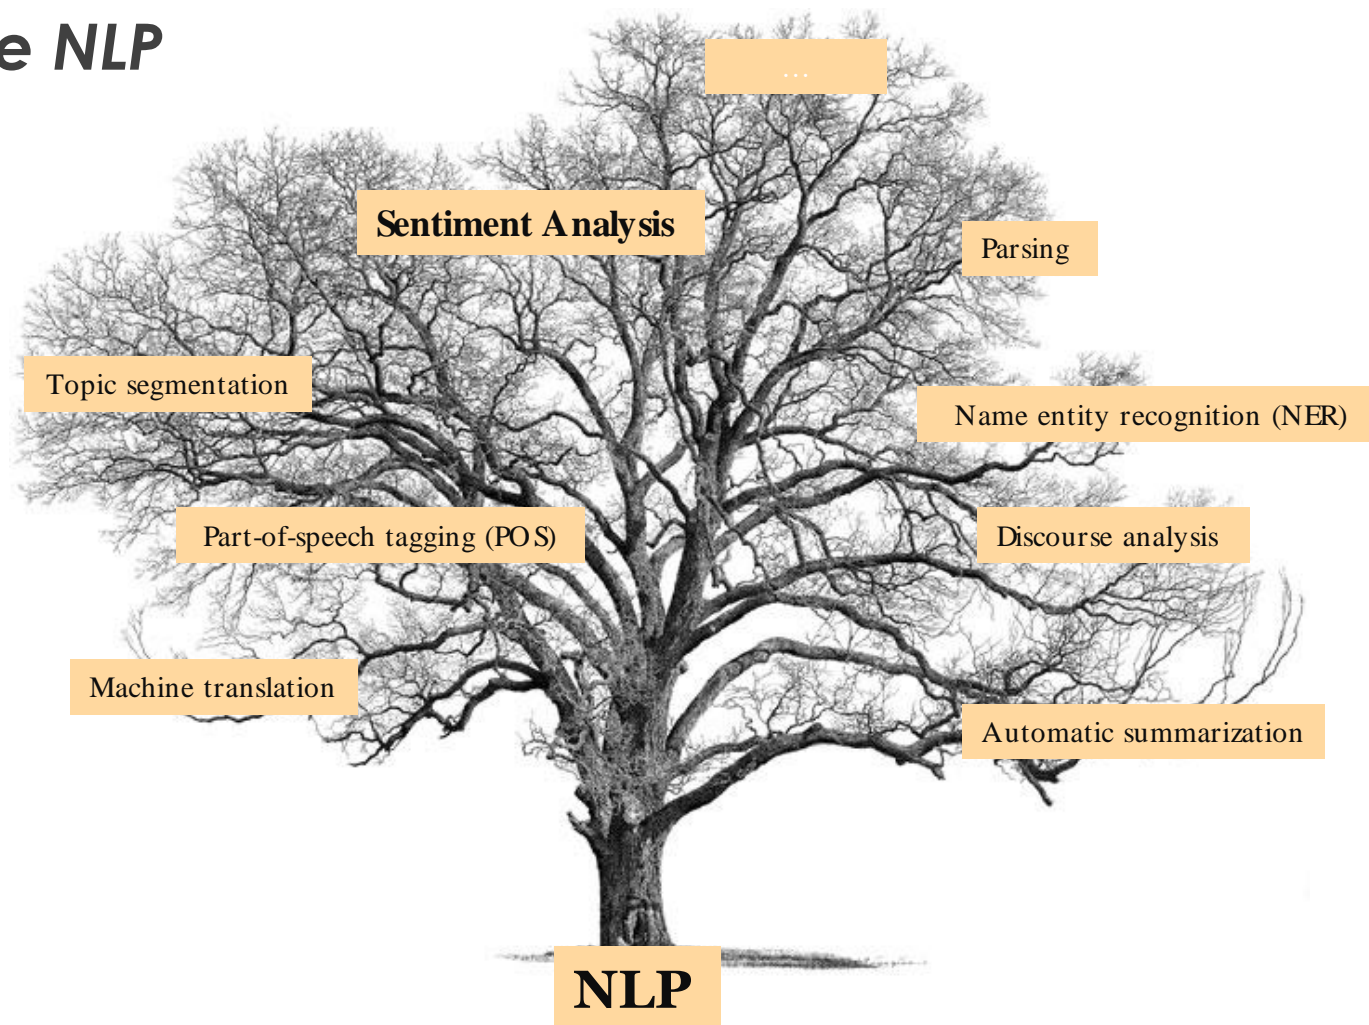 e NLP
...
Sentiment Analysis
Parsing
Topic segmentation
Name entity recognition (NER)
Part-of-speech tagging (POS)
Discourse analysis
Machine translation
Automatic summarization
NLP